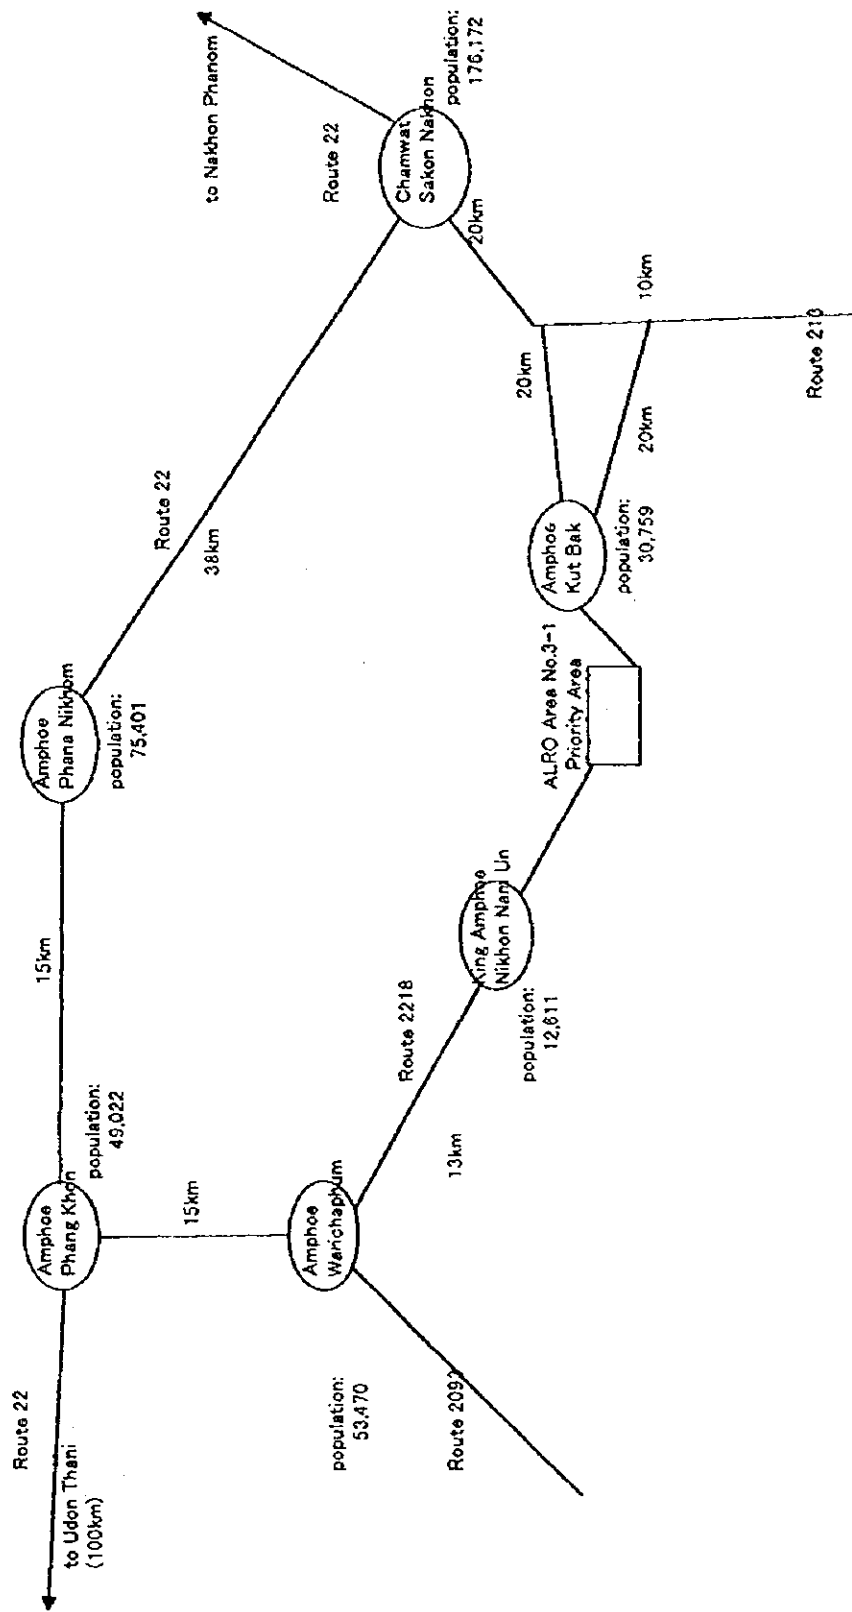 Route 22
to Udon Thani
(100km)
Amphoe
Phang Khon
population:
49,022
15km
Amphoe
Phana Nikhom
population:
75,401
Route 22
38km
to Nakhon Phanom
Route 22
Chamwat
Sakon Nakhon
population:
176,172
20km
15km
Amphoe
Warichaphum
population:
53,470
Route
Route 2218
13km
King Amphoe
Nikhon Nam Un
population:
12,611
ALRO Area No.3-1
Priority Area
Amphoe
Kut Bak
population:
30,759
20km
20km
10km
Route 213